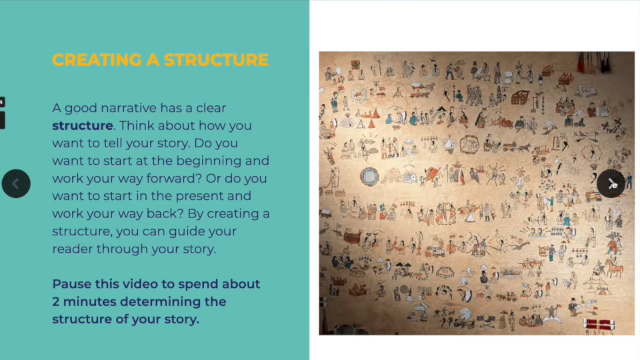 CREATING A STRUCTURE
A good narrative has a clear
structure. Think about how you
want to tell your story. Do you
want to start at the beginning and
work your way forward? Or do you
want to start in the present and
work your way back? By creating a
structure, you can guide your
reader through your story.
Pause this video to spend about
2 minutes determining the
structure of your story.